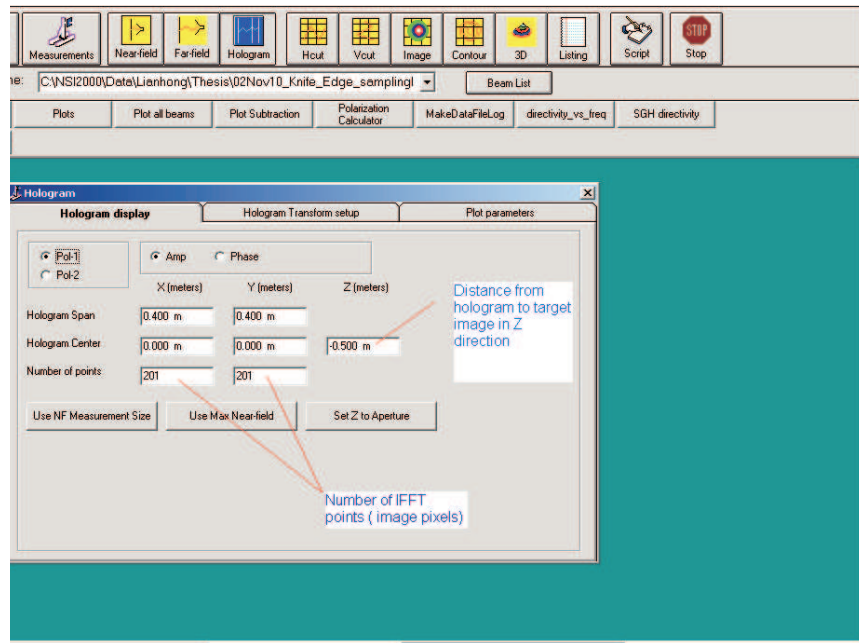 Measurements Near-field Far-field Hologram Hcut Vcut Image Contour 3D Listing Script Stop
STOP
ne: C:\NSI2000\Data\Lianhong\Thesis\02Nov10_Knife_Edge_samplingI Beam List
Plots Plot all beams Plot Subtraction Polarization Calculator MakeDataFileLog directivity_vs_freq SGH directivity
Hologram
Hologram display Hologram Transform setup Plot parameters
Pol-1 Amp Phase
Pol-2
X (meters) Y (meters) Z (meters)
Hologram Span 0.400 m 0.400 m
Hologram Center 0.000 m 0.000 m -0.500 m
Number of points 201 201
Distance from
hologram to target
image in Z
direction
Use NF Measurement Size Use Max Near-field Set Z to Aperture
Number of IFFT
points ( image pixels)